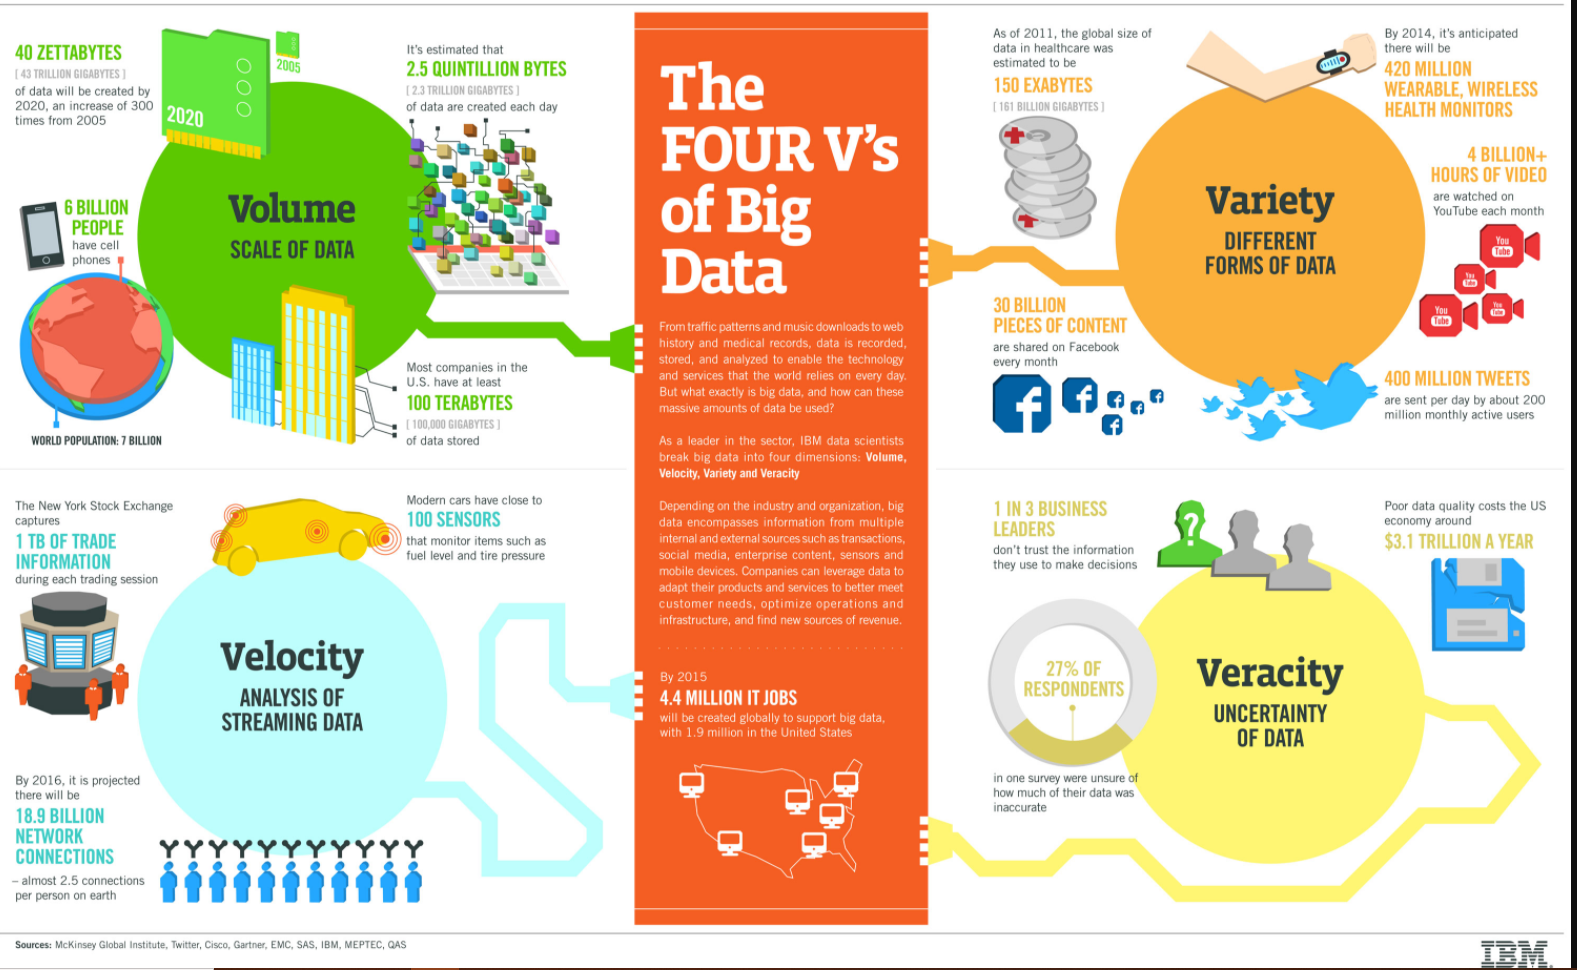 40 ZETTABYTES
[ 43 TRILLION GIGABYTES ]
of data will be created by
2020, an increase of 300
times from 2005
2020
2005
It's estimated that
2.5 QUINTILLION BYTES
[ 2.3 TRILLION GIGABYTES ]
of data are created each day
6 BILLION
PEOPLE
have cell
phones
WORLD POPULATION: 7 BILLION
Volume
SCALE OF DATA
Most companies in the
U.S. have at least
100 TERABYTES
[ 100,000 GIGABYTES ]
of data stored
The New York Stock Exchange
captures
1 TB OF TRADE
INFORMATION
during each trading session
Modern cars have close to
100 SENSORS
that monitor items such as
fuel level and tire pressure
Velocity
ANALYSIS OF
STREAMING DATA
By 2016, it is projected
there will be
18.9 BILLION
NETWORK
CONNECTIONS
– almost 2.5 connections
per person on earth
The
FOUR V's
of Big
Data
From traffic patterns and music downloads to web
history and medical records, data is recorded,
stored, and analyzed to enable the technology
and services that the world relies on every day.
But what exactly is big data, and how can these
massive amounts of data be used?
As a leader in the sector, IBM data scientists
break big data into four dimensions: Volume,
Velocity, Variety and Veracity
Depending on the industry and organization, big
data encompasses information from multiple
internal and external sources such as transactions,
social media, enterprise content, sensors and
mobile devices. Companies can leverage data to
adapt their products and services to better meet
customer needs, optimize operations and
infrastructure, and find new sources of revenue.
By 2015
4.4 MILLION IT JOBS
will be created globally to support big data,
with 1.9 million in the United States
As of 2011, the global size of
data in healthcare was
estimated to be
150 EXABYTES
[ 161 BILLION GIGABYTES ]
By 2014, it's anticipated
there will be
420 MILLION
WEARABLE, WIRELESS
HEALTH MONITORS
4 BILLION+
HOURS OF VIDEO
are watched on
YouTube each month
You
Tube
You
Tube
You
Tube
You
Tube
Variety
DIFFERENT
FORMS OF DATA
30 BILLION
PIECES OF CONTENT
are shared on Facebook
every month
400 MILLION TWEETS
are sent per day by about 200
million monthly active users
1 IN 3 BUSINESS
LEADERS
don't trust the information
they use to make decisions
?
Poor data quality costs the US
economy around
$3.1 TRILLION A YEAR
27% OF
RESPONDENTS
in one survey were unsure of
how much of their data was
inaccurate
Veracity
UNCERTAINTY
OF DATA
Sources: McKinsey Global Institute, Twitter, Cisco, Gartner, EMC, SAS, IBM, MEPTEC, QAS
IBM.